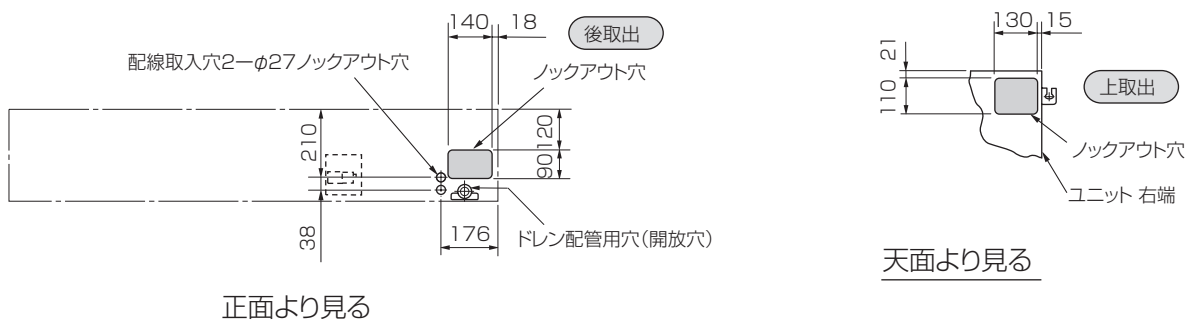 140
18
後取出
配線取入穴2ーφ27ノックアウト穴
ノックアウト穴
210
120
90
38
176
ドレン配管用穴(開放穴)
正面より見る
130
15
21
110
上取出
ノックアウト穴
ユニット 右端
天面より見る